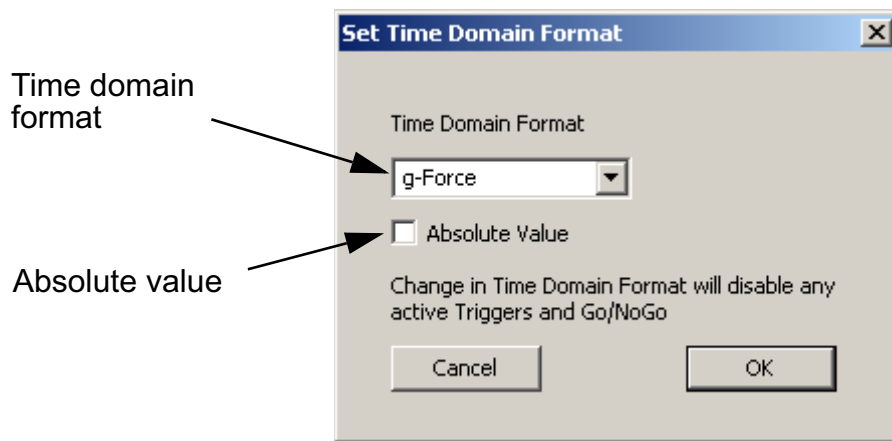 Set Time Domain Format
Time domain
format
Time Domain Format
g-Force
Absolute Value
Absolute value
Change in Time Domain Format will disable any
active Triggers and Go/NoGo
Cancel
OK